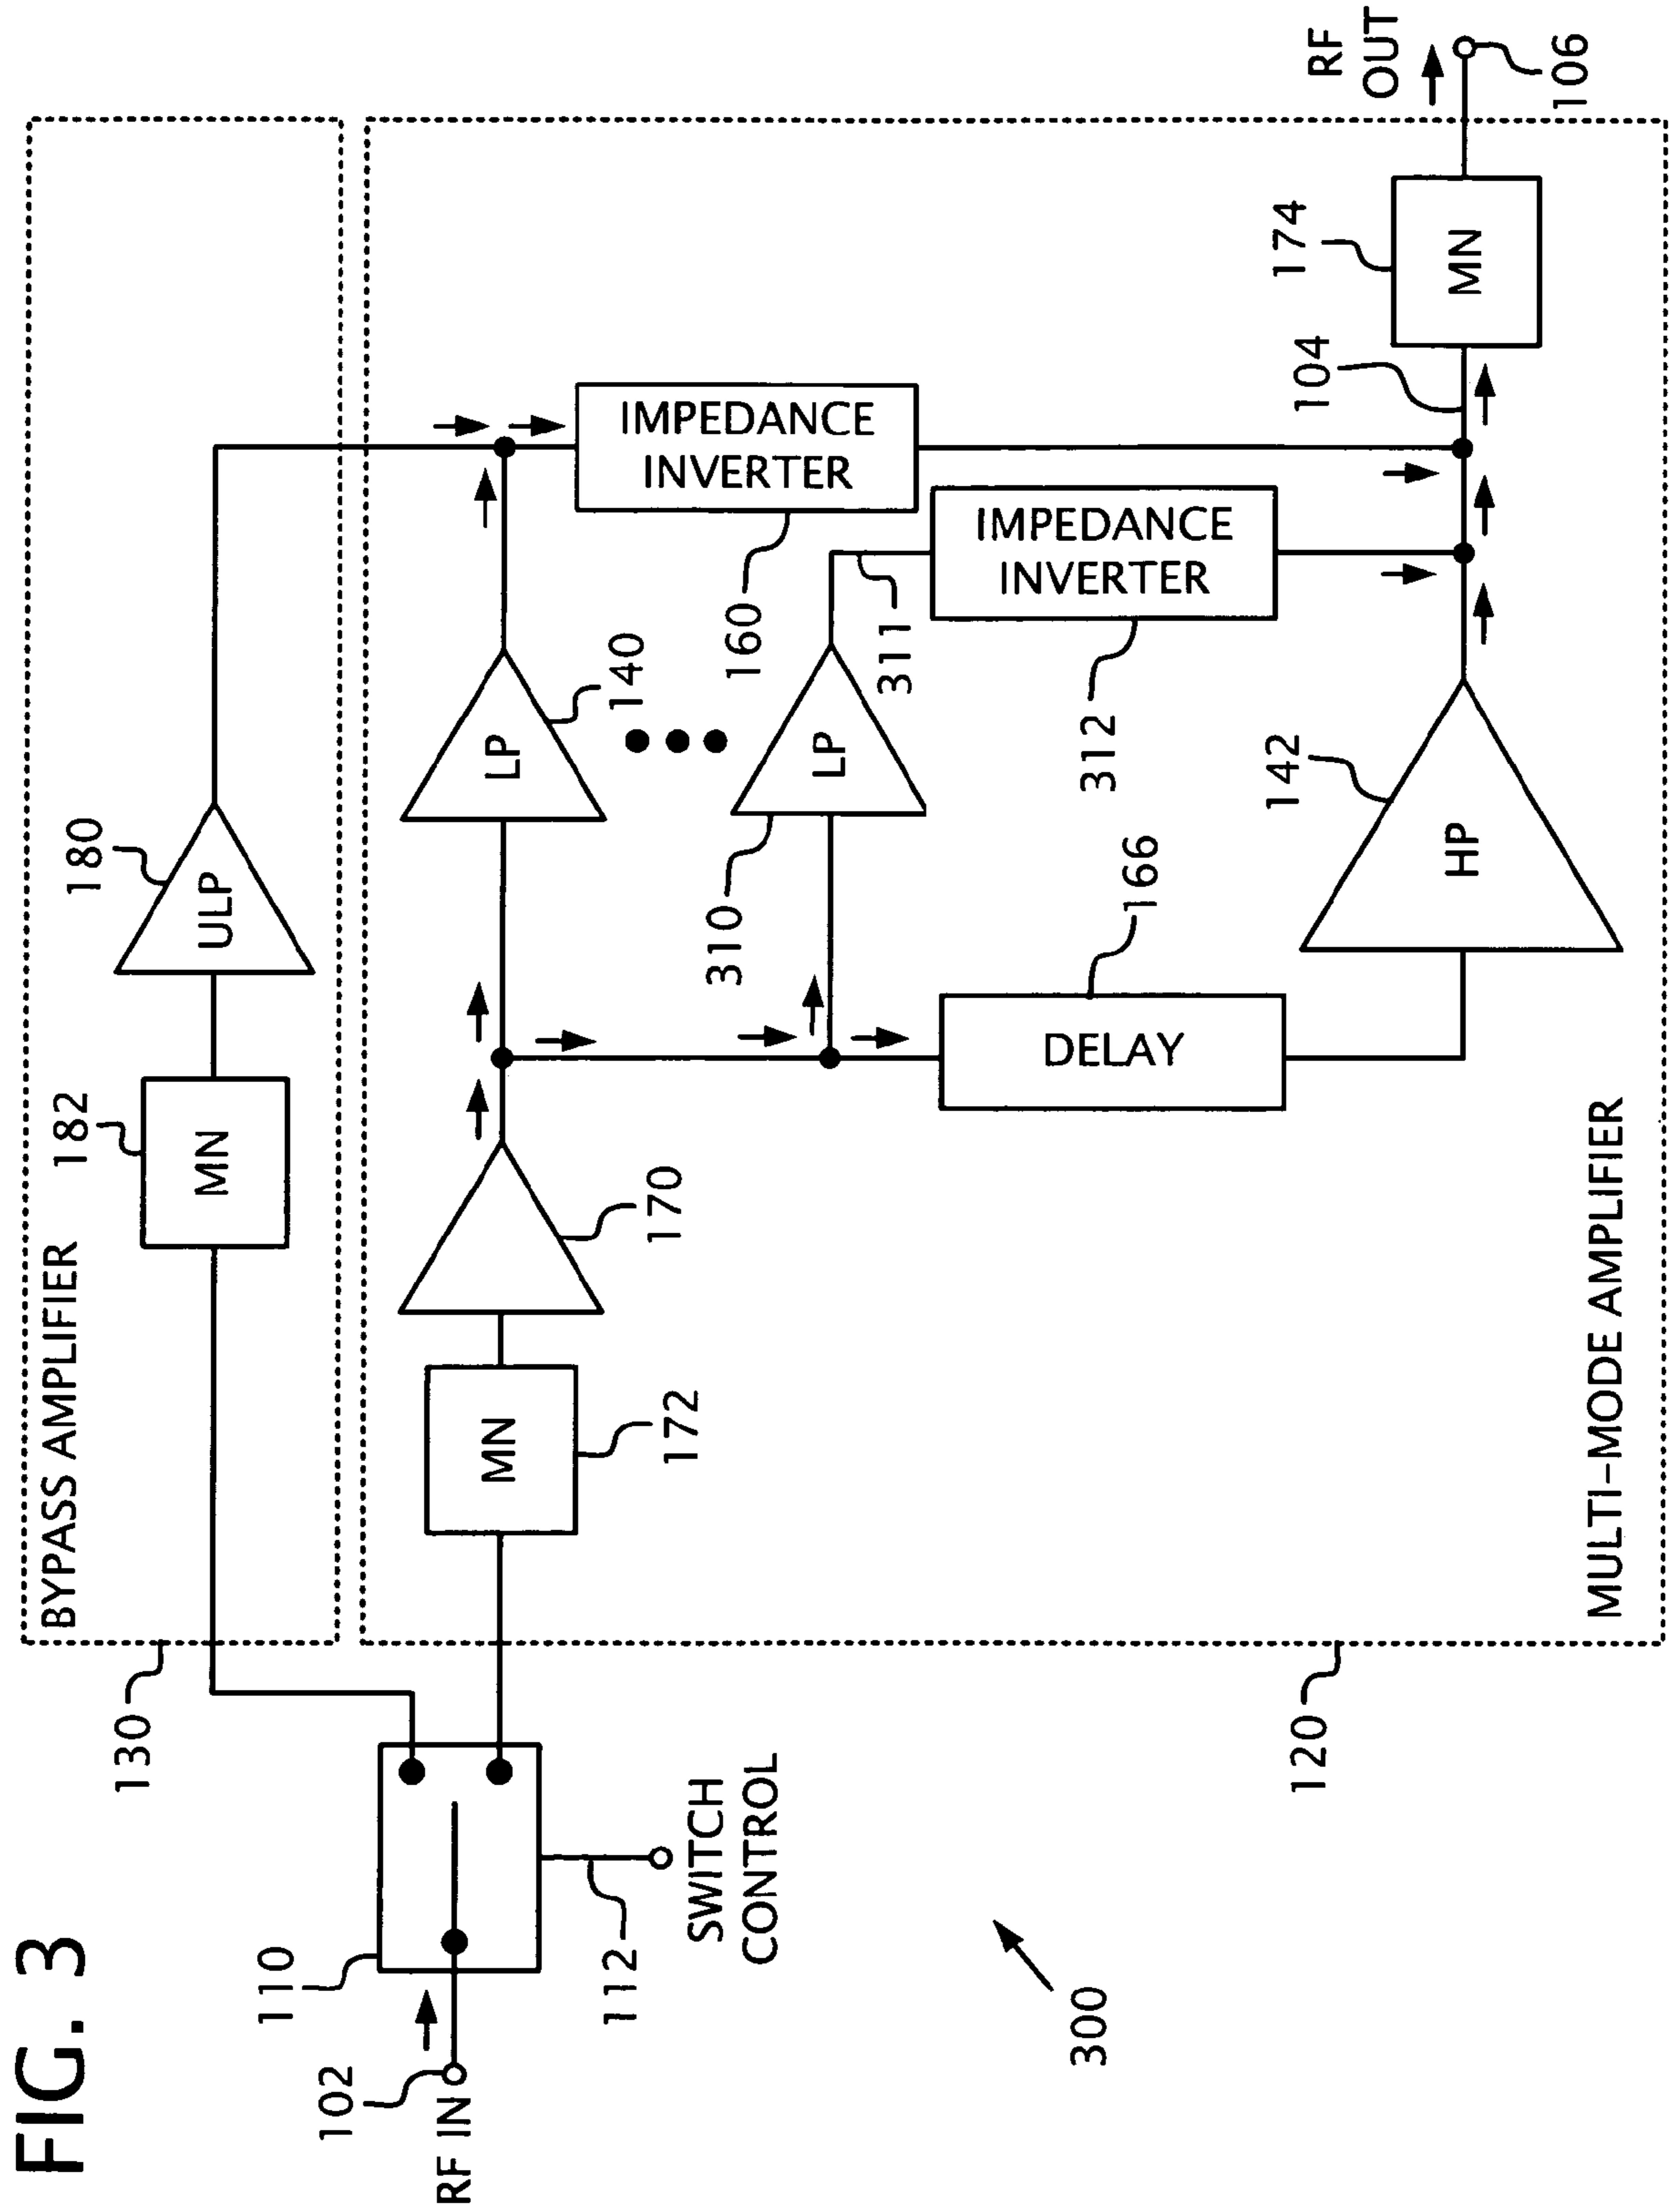 FIG. 3
BYPASS AMPLIFIER
130
182
MN
180
ULP
RF IN
102
110
112
SWITCH
CONTROL
MN
172
170
LP
140
IMPEDANCE
INVERTER
160
310
LP
311
IMPEDANCE
INVERTER
312
DELAY
166
HP
142
104
MN
174
RF
OUT
106
120
MULTI-MODE AMPLIFIER
300